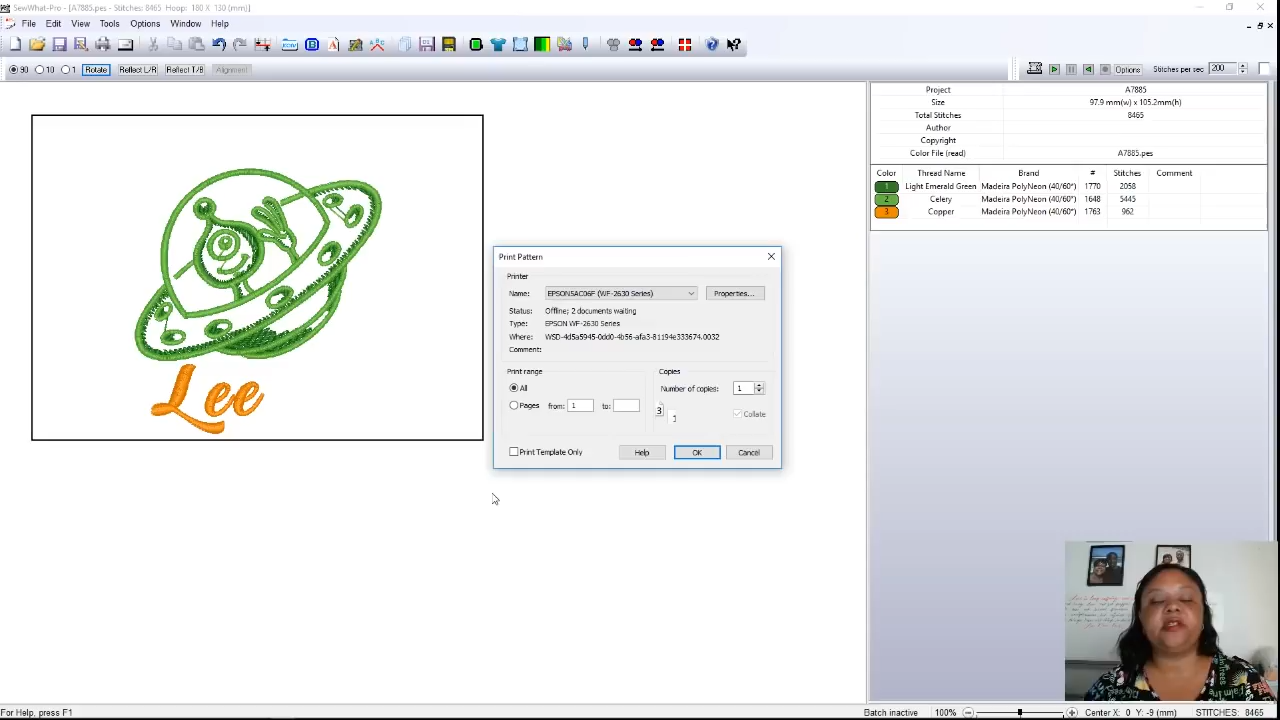 SewWhat-Pro - [A7885.pes - Stitches: 8465 Hoop: 180 X 130 (mm)]
File Edit View Tools Options Window Help
90 10 1 Rotate Reflect L/R Reflect T/B Alignment Options Stitches per sec 200
Project A7885
Size 97.9 mm(w) x 105.2mm(h)
Total Stitches 8465
Author
Copyright
Color File (read) A7885.pes
Color Thread Name Brand # Stitches Comment
1 Light Emerald Green Madeira PolyNeon (40/60*) 1770 2058
2 Celery Madeira PolyNeon (40/60*) 1648 5445
3 Copper Madeira PolyNeon (40/60*) 1763 962
Lee
Print Pattern
Printer
Name: EPSON5AC06F (WF-2630 Series) Properties...
Status: Offline; 2 documents waiting
Type: EPSON WF-2630 Series
Where: WSD-4d5a5945-0dd0-4b56-afa3-81194e333674.0032
Comment:
Print range
All
Pages from: 1 to:
Copies
Number of copies: 1
3 1 Collate
Print Template Only Help OK Cancel
For Help, press F1 Batch inactive 100% Center X: 0 Y: -9 (mm) STITCHES: 8465